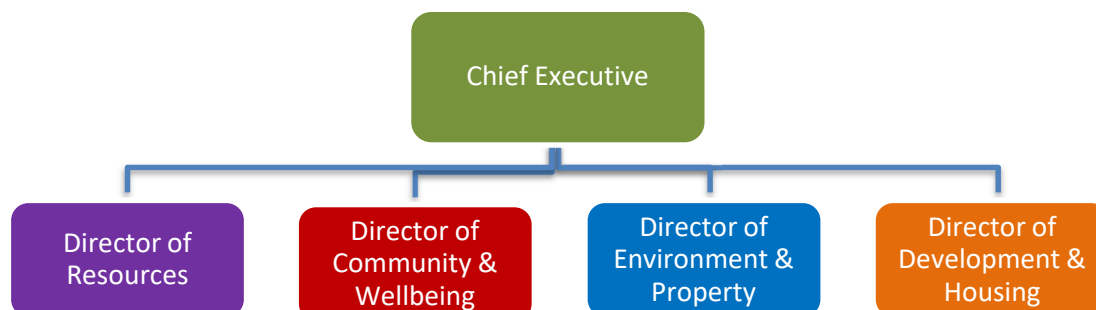 Chief Executive
Director of
Resources
Director of
Community &
Wellbeing
Director of
Environment &
Property
Director of
Development &
Housing